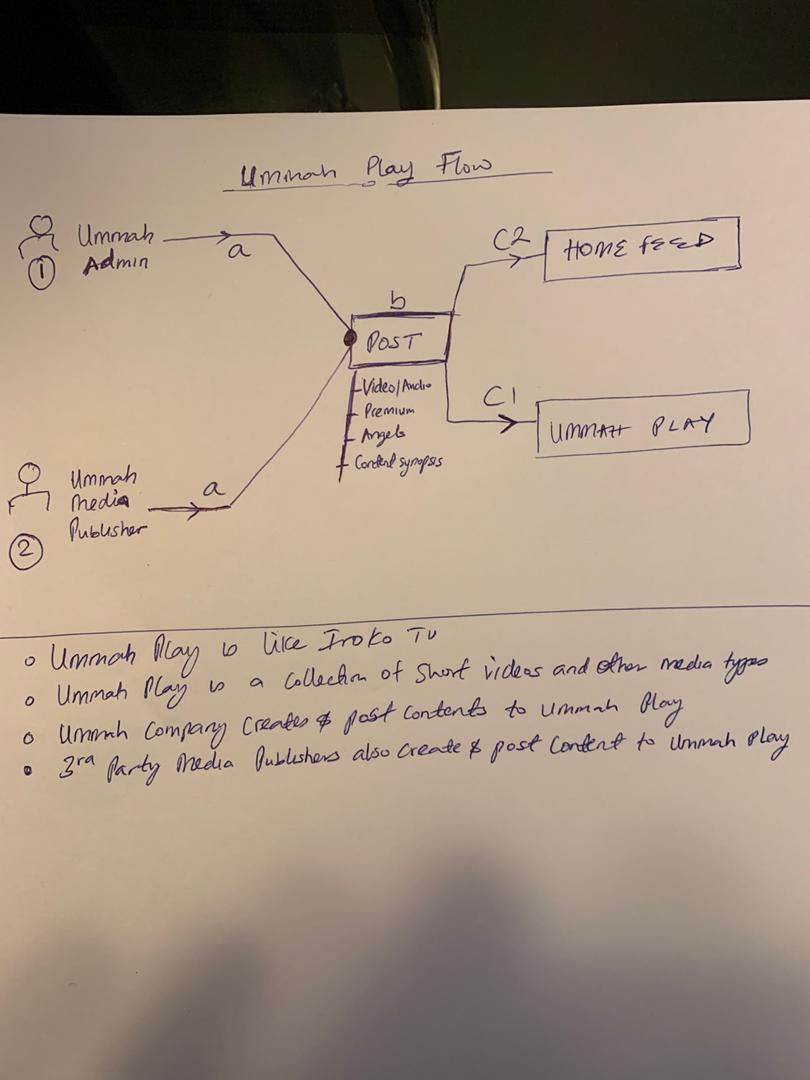 Ummah Play Flow
Ummah
Admin
1
a
b
POST
Video/Audio
Premium
Angels
Content synopsis
C2
HOME FEED
C1
UMMAH PLAY
Ummah
Media
Publisher
2
a
Ummah Play is like Iroko TV
Ummah Play is a collection of short videos and other media types
Ummah Company Creates & post contents to Ummah Play
3rd Party Media Publishers also create & post content to Ummah Play